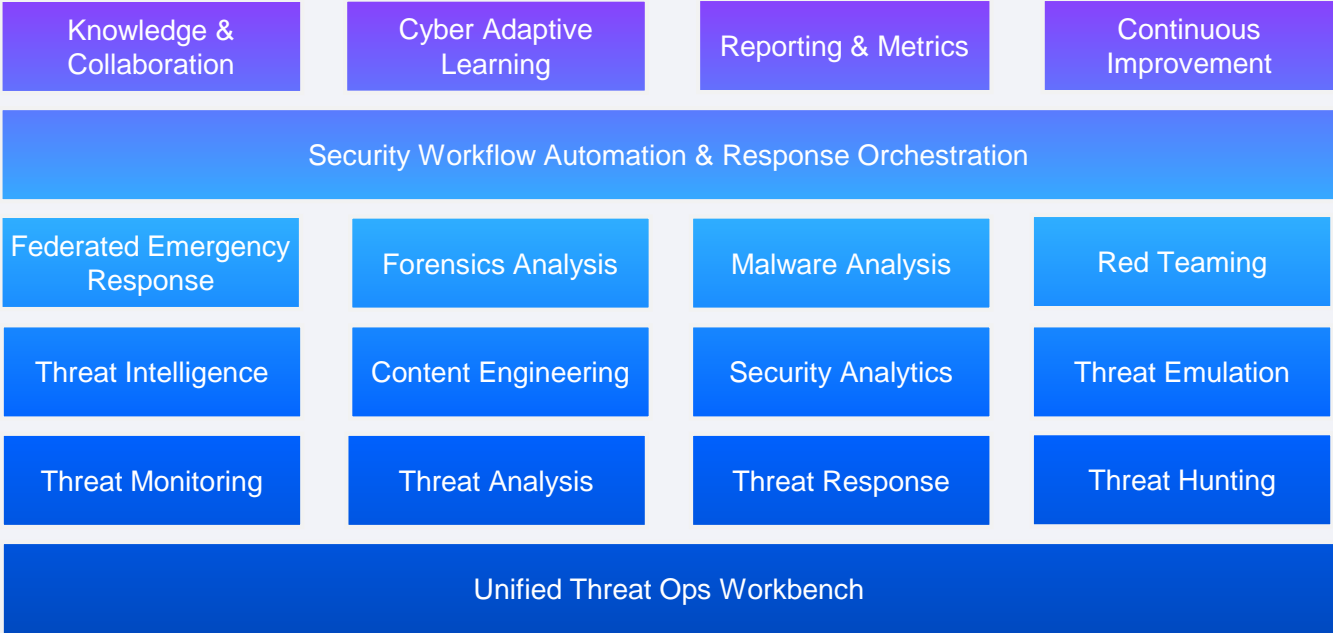 Knowledge &
Collaboration
Cyber Adaptive
Learning
Reporting & Metrics
Continuous
Improvement
Security Workflow Automation & Response Orchestration
Federated Emergency
Response
Forensics Analysis
Malware Analysis
Red Teaming
Threat Intelligence
Content Engineering
Security Analytics
Threat Emulation
Threat Monitoring
Threat Analysis
Threat Response
Threat Hunting
Unified Threat Ops Workbench